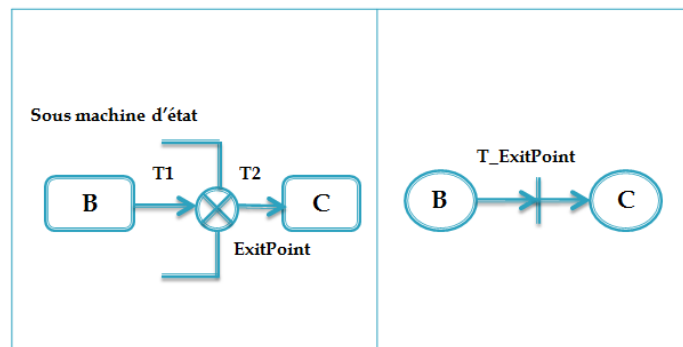 Sous machine d'état
T1
T2
B
C
ExitPoint
T_ExitPoint
B
C